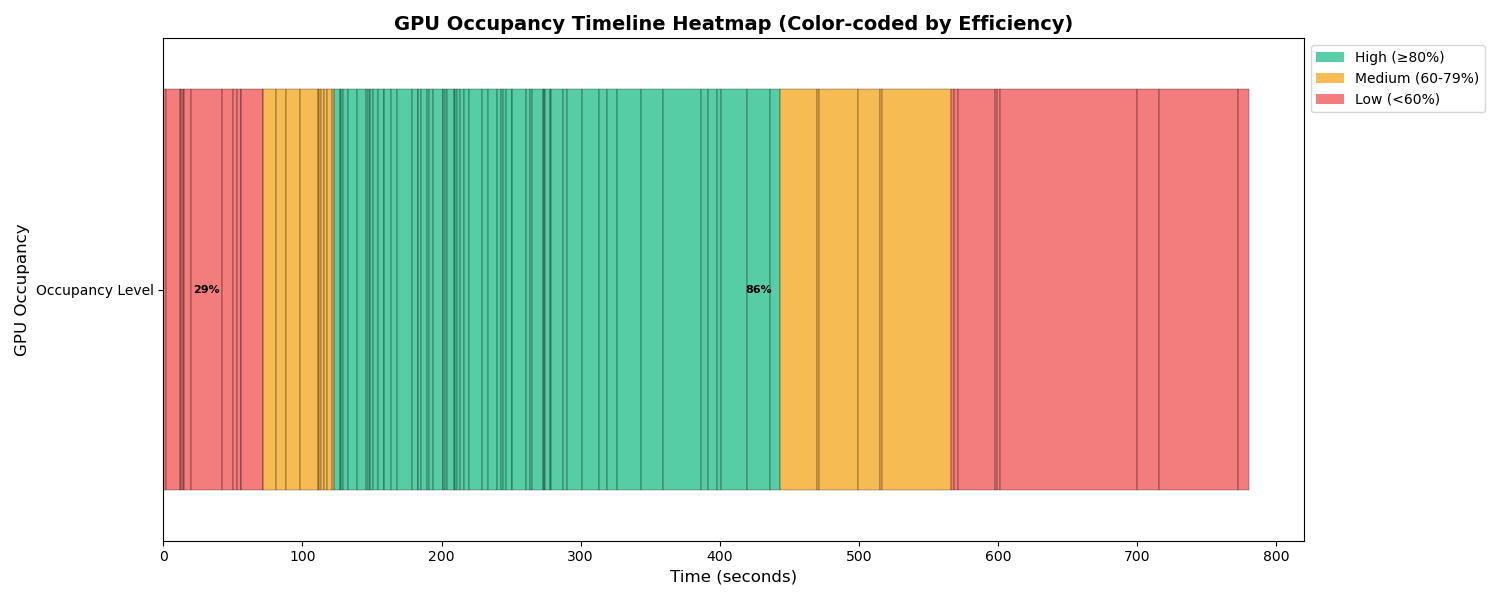 GPU Occupancy Timeline Heatmap (Color-coded by Efficiency)
High (≥80%)
Medium (60-79%)
Low (<60%)
GPU Occupancy
Occupancy Level
29%
86%
0 100 200 300 400 500 600 700 800
Time (seconds)